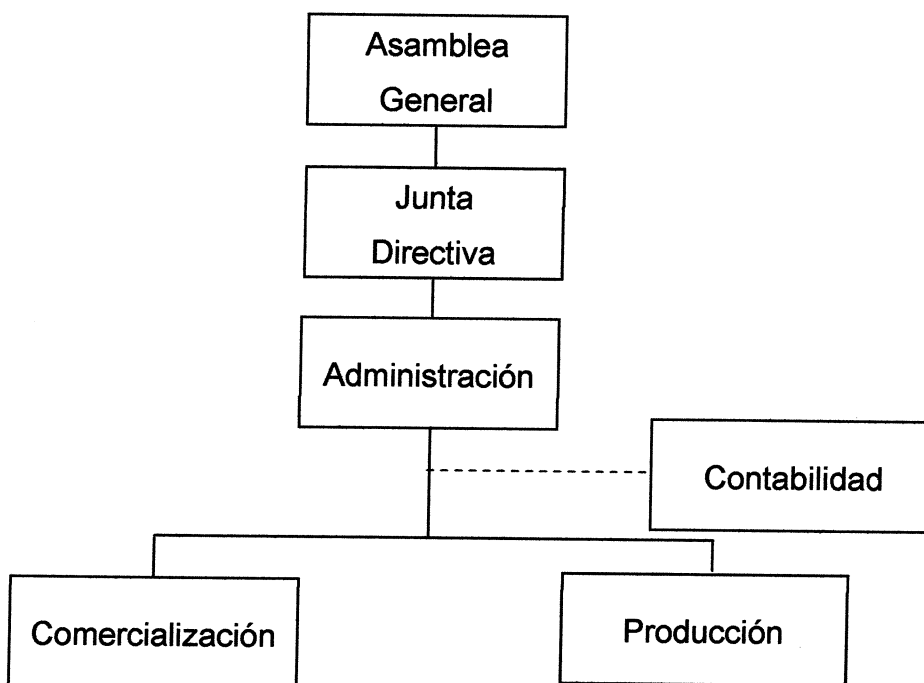 Asamblea
General
Junta
Directiva
Administración
Contabilidad
Comercialización
Producción